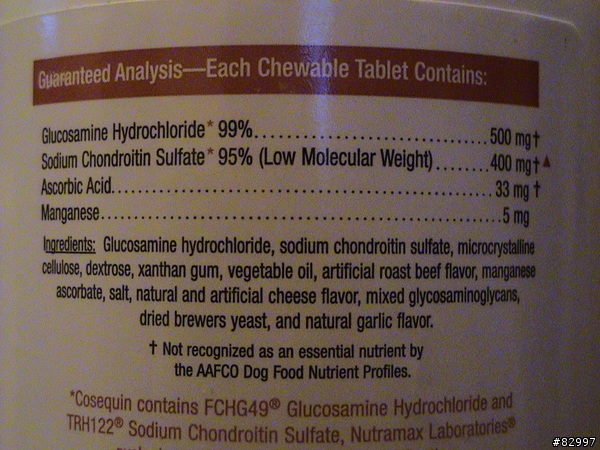 Guaranteed Analysis—Each Chewable Tablet Contains:
Glucosamine Hydrochloride* 99%..............................500 mg†
Sodium Chondroitin Sulfate* 95% (Low Molecular Weight).......400 mg†▲
Ascorbic Acid..................................................33 mg †
Manganese....................................................5 mg
Ingredients: Glucosamine hydrochloride, sodium chondroitin sulfate, microcrystalline
cellulose, dextrose, xanthan gum, vegetable oil, artificial roast beef flavor, manganese
ascorbate, salt, natural and artificial cheese flavor, mixed glycosaminoglycans,
dried brewers yeast, and natural garlic flavor.
† Not recognized as an essential nutrient by
the AAFCO Dog Food Nutrient Profiles.
*Cosequin contains FCHG49® Glucosamine Hydrochloride and
TRH122® Sodium Chondroitin Sulfate, Nutramax Laboratories®
#82997